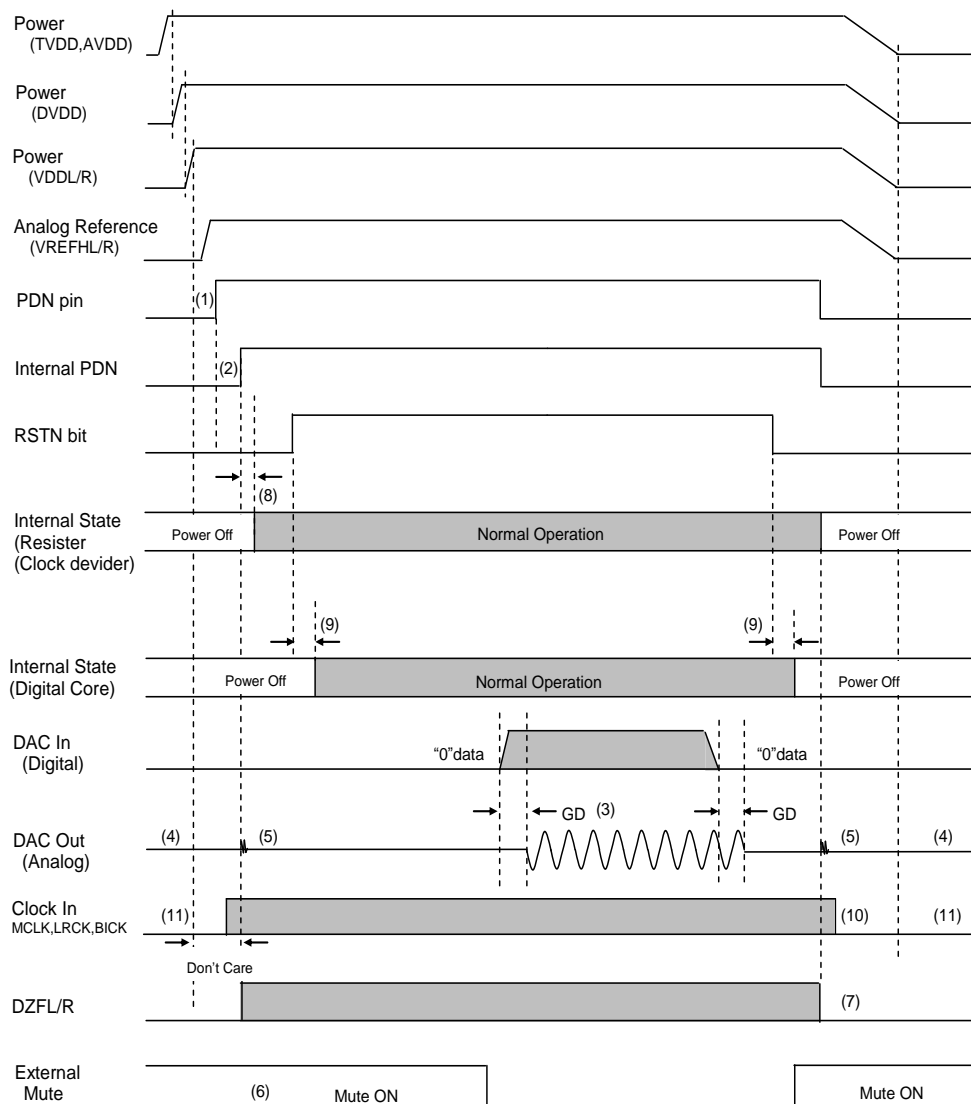 Power
(TVDD,AVDD)
Power
(DVDD)
Power
(VDDL/R)
Analog Reference
(VREFHL/R)
PDN pin
(1)
Internal PDN
(2)
RSTN bit
(8)
Internal State
(Resister
(Clock devider)
Power Off
Normal Operation
Power Off
(9)
(9)
Internal State
(Digital Core)
Power Off
Normal Operation
Power Off
DAC In
(Digital)
“0”data
“0”data
GD
(3)
GD
DAC Out
(Analog)
(4)
(5)
(5)
(4)
Clock In
MCLK,LRCK,BICK
(11)
(10)
(11)
Don’t Care
DZFL/R
(7)
External
Mute
(6)
Mute ON
Mute ON